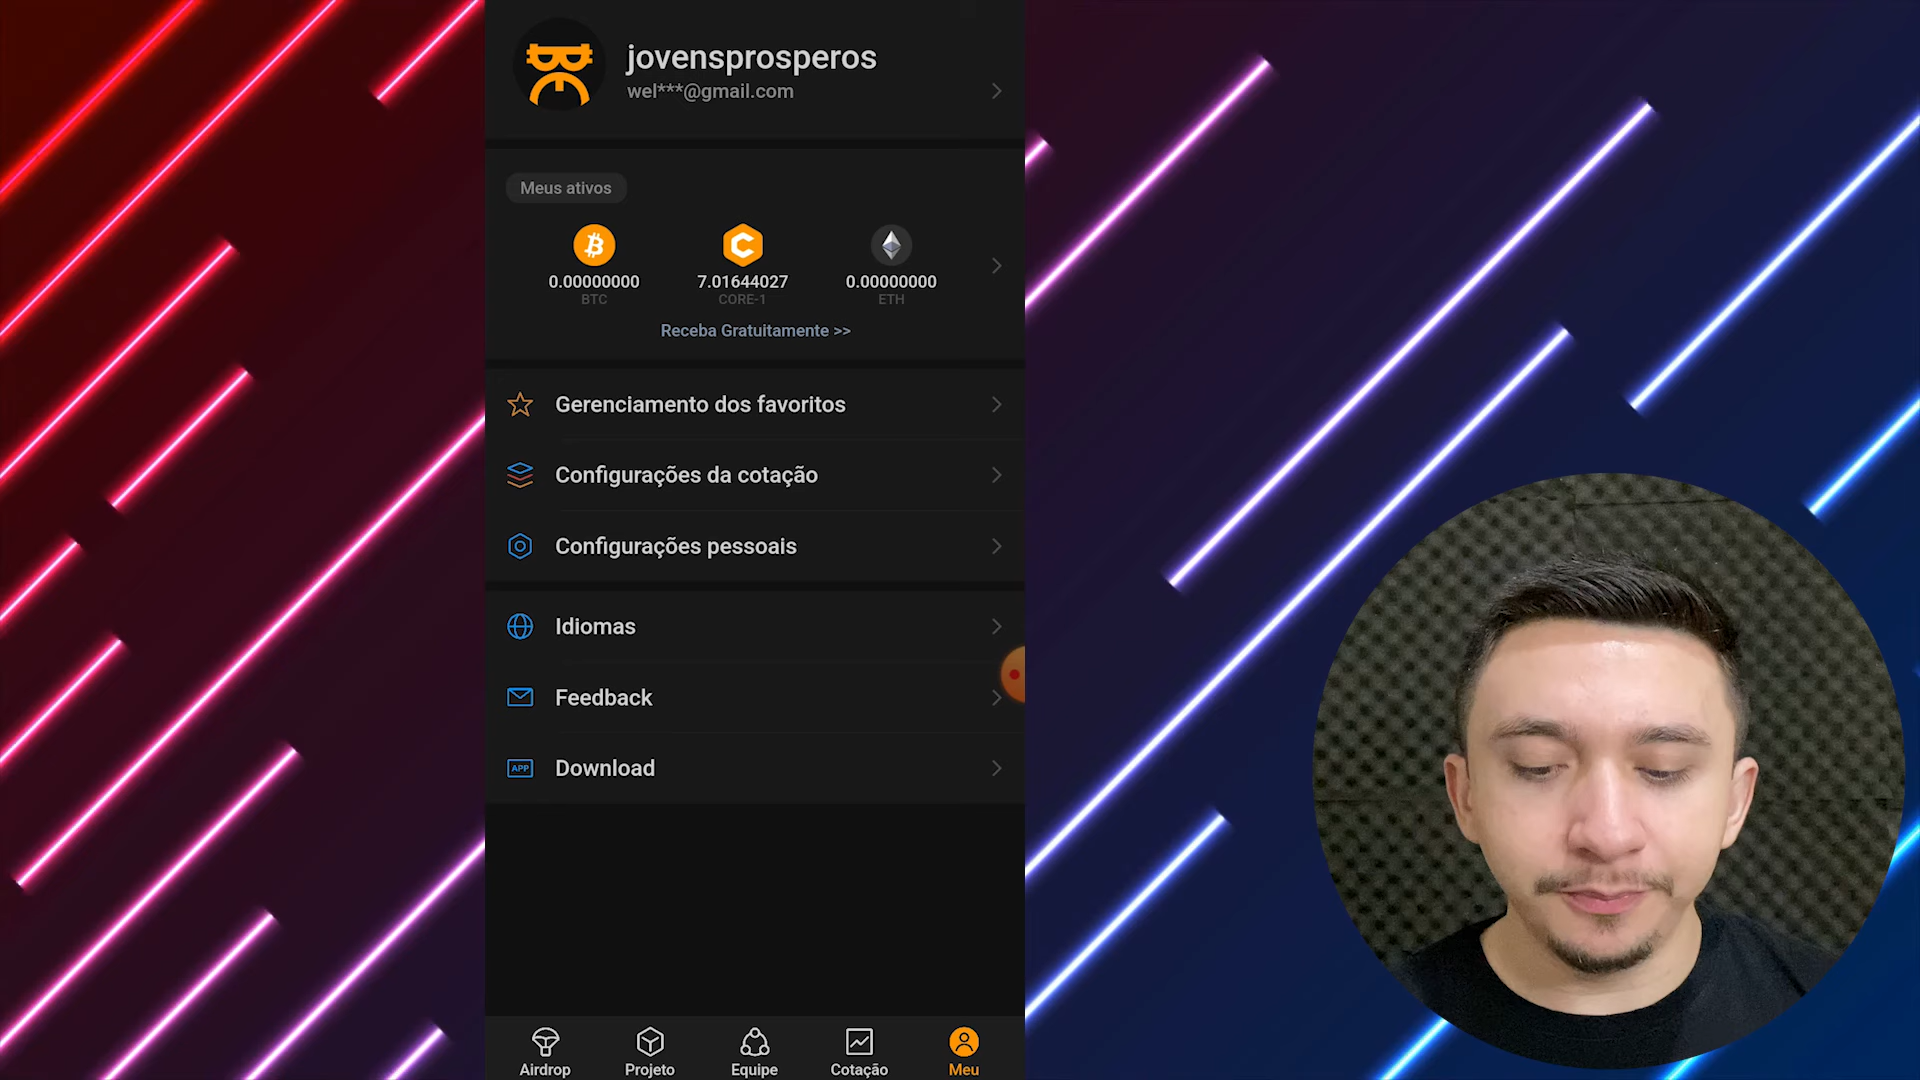 jovensprosperos
wel***@gmail.com
Meus ativos
0.00000000
BTC
7.01644027
CORE-1
0.00000000
ETH
Receba Gratuitamente >>
Gerenciamento dos favoritos
Configurações da cotação
Configurações pessoais
Idiomas
Feedback
APP
Download
Airdrop
Projeto
Equipe
Cotação
Meu